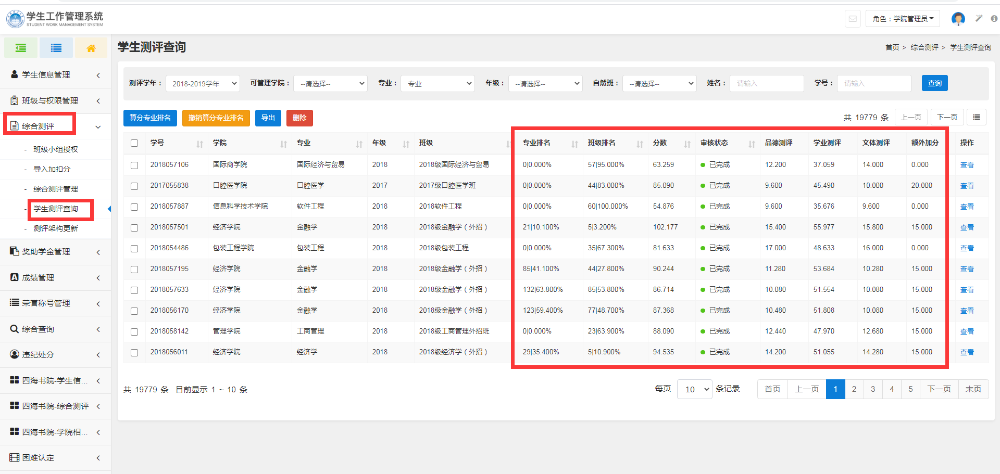 学生工作管理系统
STUDENT WORK MANAGEMENT SYSTEM
角色：学院管理员
学生测评查询
首页 > 综合测评 > 学生测评查询
学生信息管理
班级与权限管理
综合测评
- 班级小组授权
- 导入加扣分
- 综合测评管理
- 学生测评查询
- 测评架构更新
奖助学金管理
成绩管理
荣誉称号管理
综合查询
违纪处分
四海书院-学生信...
四海书院-综合测评
四海书院-学院相...
困难认定
测评学年： 2018-2019学年 可管理学院： --请选择-- 专业： 专业 年级： --请选择-- 自然班： --请选择-- 姓名： 请输入 学号： 请输入 查询
算分专业排名 撤销算分专业排名 导出 删除 共 19779 条 上一页 下一页
学号 学院 专业 年级 班级 专业排名 班级排名 分数 审核状态 品德测评 学业测评 文体测评 额外加分 操作
2018057106 国际商学院 国际经济与贸易 2018 2018级国际经济与贸易 0|0.000% 57|95.000% 63.259 已完成 12.200 37.059 14.000 0.000 查看
2017055838 口腔医学院 口腔医学 2017 2017级口腔医学班 0|0.000% 44|83.000% 85.090 已完成 9.600 45.490 10.000 20.000 查看
2018057887 信息科学技术学院 软件工程 2018 2018软件工程 0|0.000% 60|100.000% 54.876 已完成 9.600 35.676 9.600 0.000 查看
2018057501 经济学院 金融学 2018 2018级金融学（外招） 21|10.100% 5|3.200% 102.177 已完成 15.400 55.977 15.800 15.000 查看
2018054486 包装工程学院 包装工程 2018 2018级包装工程 0|0.000% 35|67.300% 81.633 已完成 17.000 48.633 16.000 0.000 查看
2018057195 经济学院 金融学 2018 2018级金融学（外招） 85|41.100% 44|27.800% 90.244 已完成 11.280 53.684 10.280 15.000 查看
2018057633 经济学院 金融学 2018 2018级金融学（外招） 132|63.800% 85|53.800% 86.714 已完成 10.080 51.554 10.080 15.000 查看
2018056170 经济学院 金融学 2018 2018级金融学（外招） 123|59.400% 77|48.700% 87.368 已完成 10.480 51.808 10.080 15.000 查看
2018058142 管理学院 工商管理 2018 2018级工商管理外招班 0|0.000% 23|63.900% 88.090 已完成 12.440 47.970 12.680 15.000 查看
2018056011 经济学院 经济学 2018 2018级经济学（外招） 29|35.400% 5|10.900% 94.535 已完成 14.200 51.055 14.280 15.000 查看
共 19779 条 目前显示 1 ~ 10 条 每页 10 条记录 首页 上一页 1 2 3 4 5 下一页 末页